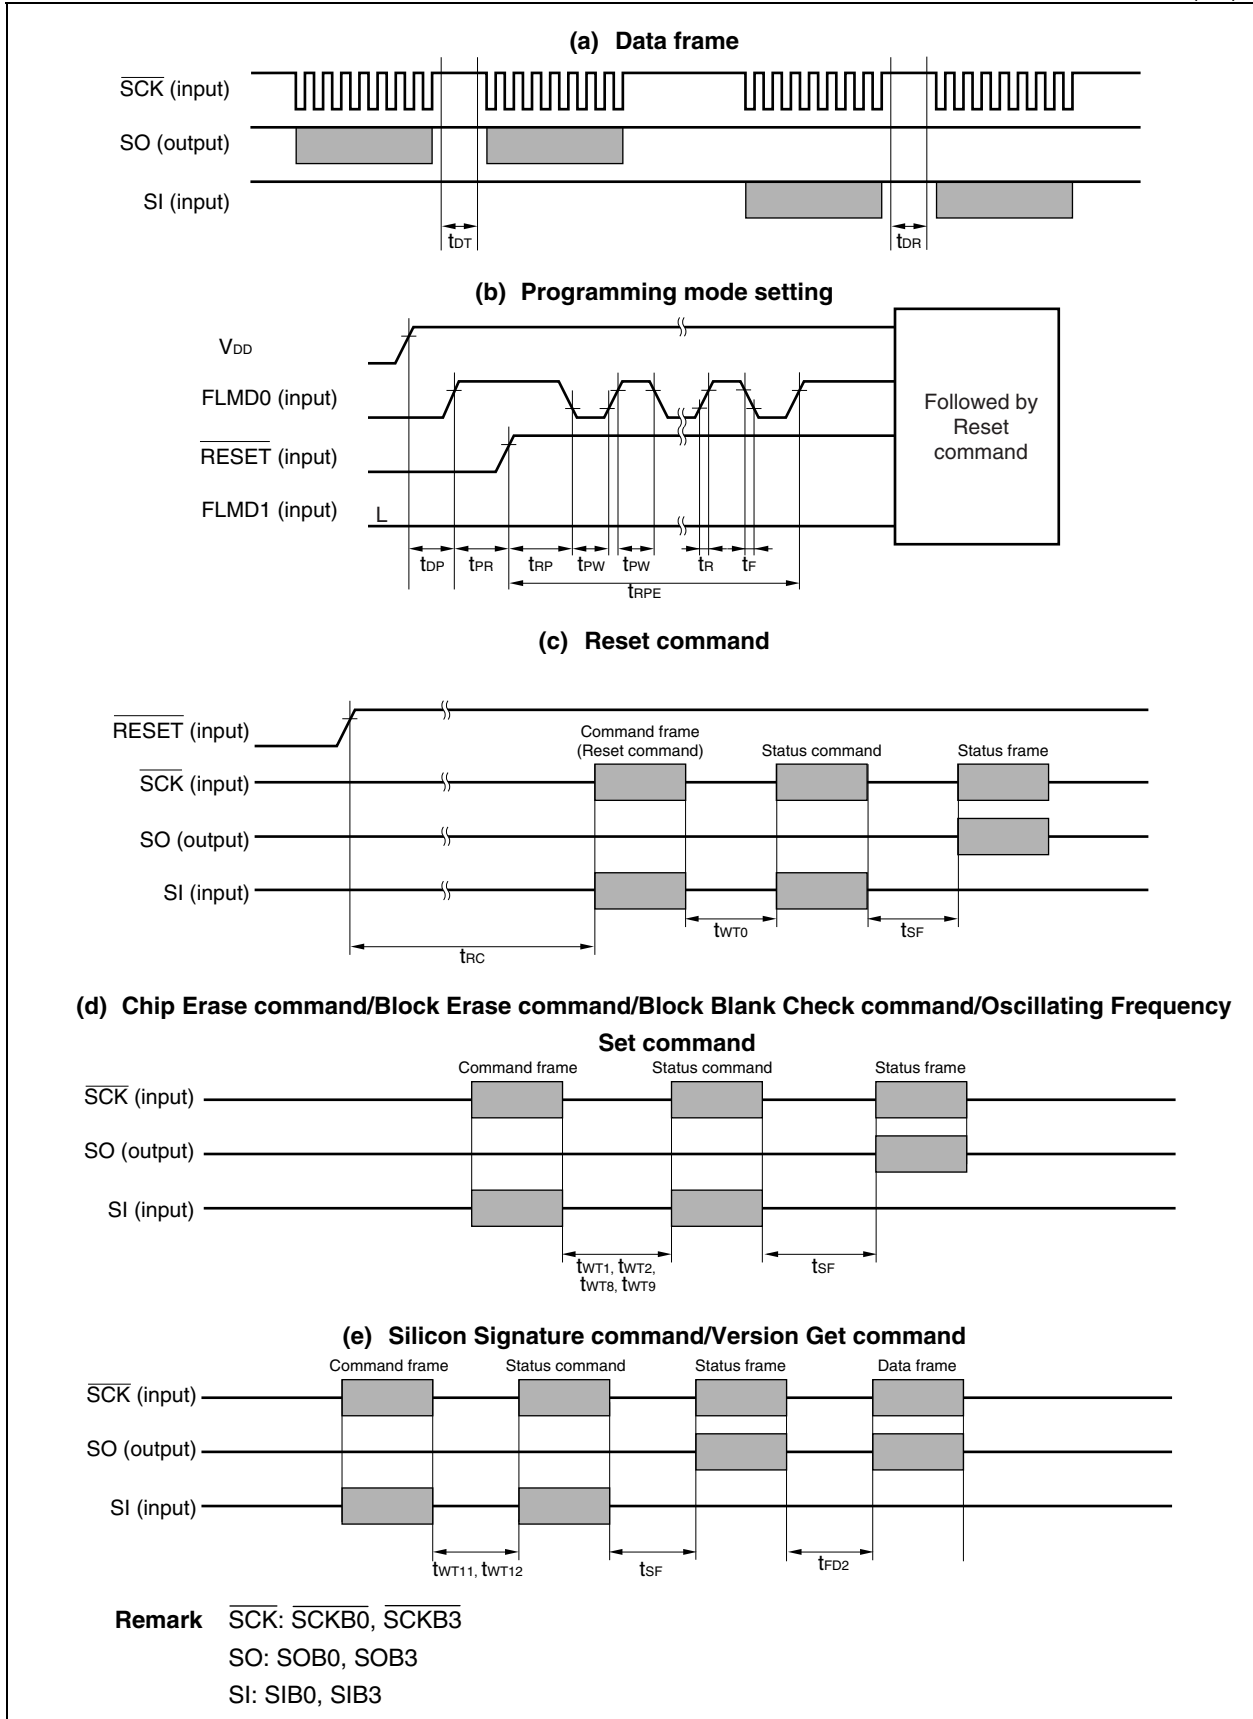 (a) Data frame
SCK (input)
SO (output)
SI (input)
tDT
tDR
(b) Programming mode setting
VDD
FLMD0 (input)
RESET (input)
FLMD1 (input)
L
Followed by
Reset
command
tDP
tPR
tRP
tPW
tPW
tR
tF
tRPE
(c) Reset command
RESET (input)
Command frame
(Reset command)
Status command
Status frame
SCK (input)
SO (output)
SI (input)
tWT0
tSF
tRC
(d) Chip Erase command/Block Erase command/Block Blank Check command/Oscillating Frequency
Set command
Command frame
Status command
Status frame
SCK (input)
SO (output)
SI (input)
tWT1, tWT2,
tWT8, tWT9
tSF
(e) Silicon Signature command/Version Get command
Command frame
Status command
Status frame
Data frame
SCK (input)
SO (output)
SI (input)
tWT11, tWT12
tSF
tFD2
Remark SCK: SCKB0, SCKB3
SO: SOB0, SOB3
SI: SIB0, SIB3